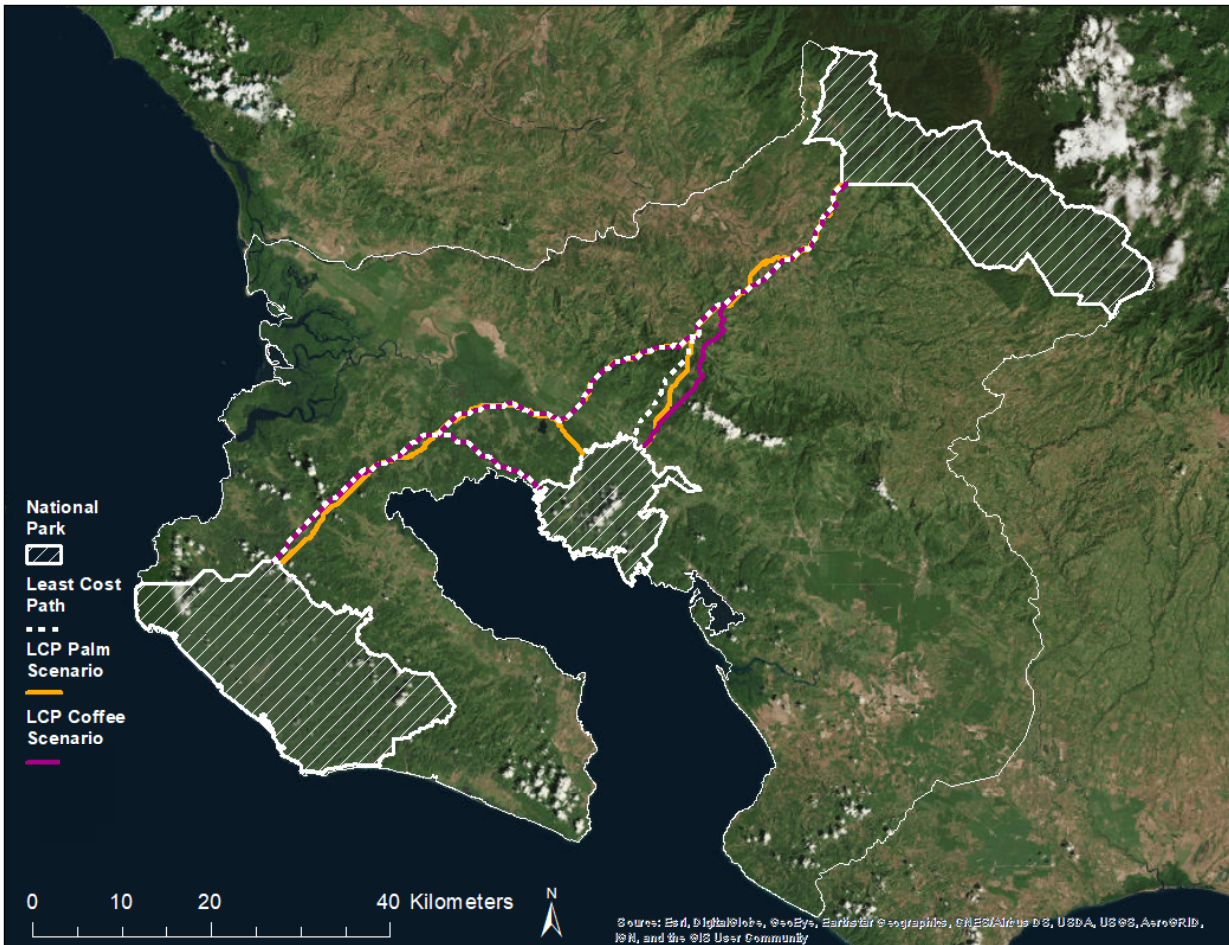 National
Park
Least Cost
Path
LCP Palm
Scenario
LCP Coffee
Scenario
0 10 20 40 Kilometers
N
Source: Esri, DigitalGlobe, GeoEye, Earthstar Geographics, CNES/Airbus DS, USDA, USGS, AeroGRID,
IGN, and the GIS User Community